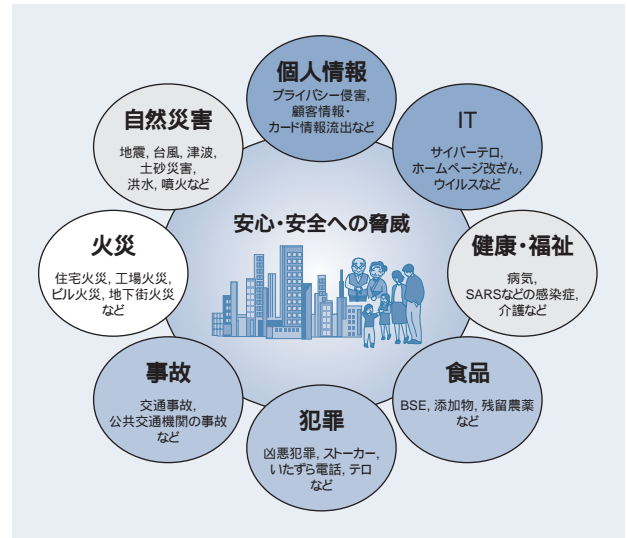 個人情報
プライバシー侵害,
顧客情報・
カード情報流出など
IT
サイバーテロ,
ホームページ改ざん,
ウイルスなど
健康・福祉
病気,
SARSなどの感染症,
介護など
食品
BSE, 添加物, 残留農薬
など
犯罪
凶悪犯罪, ストーカー,
いたずら電話, テロ
など
事故
交通事故,
公共交通機関の事故
など
火災
住宅火災, 工場火災,
ビル火災, 地下街火災
など
自然災害
地震, 台風, 津波,
土砂災害,
洪水, 噴火など
安心・安全への脅威